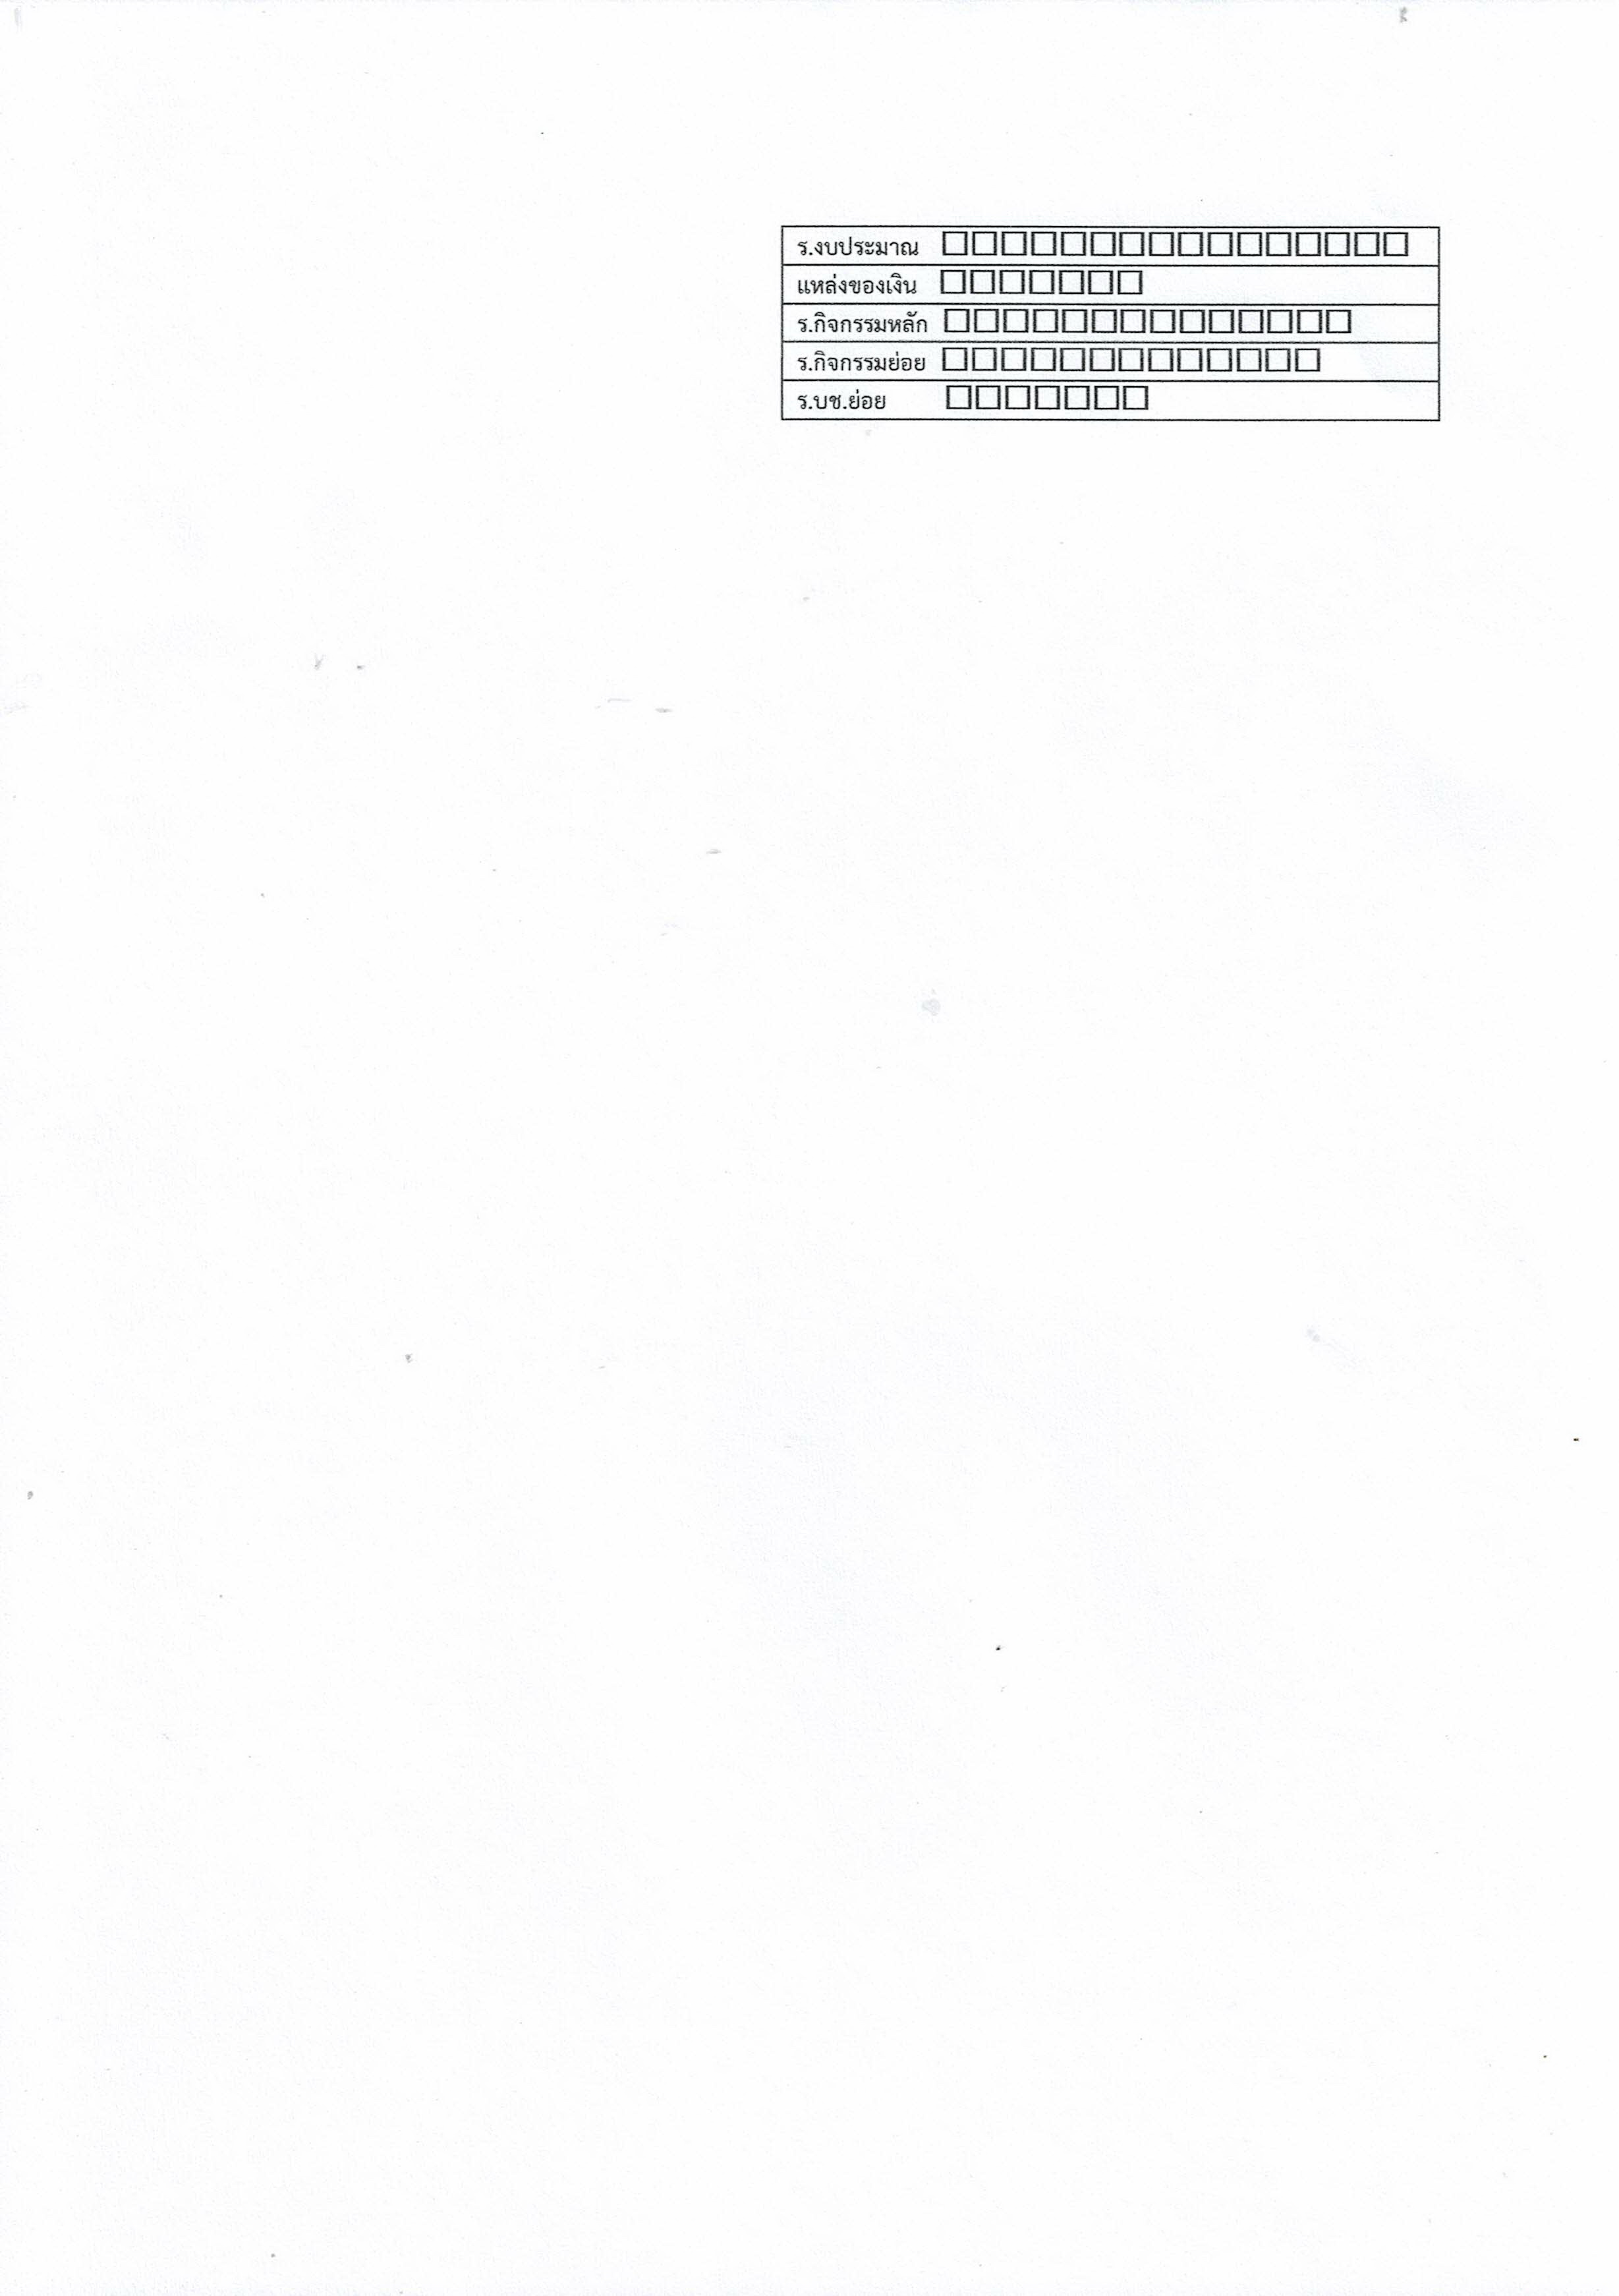 ร.งบประมาณ □□□□□□□□□□□□□□□□
แหล่งของเงิน □□□□□□□
ร.กิจกรรมหลัก □□□□□□□□□□□□□□
ร.กิจกรรมย่อย □□□□□□□□□□□□□
ร.บช.ย่อย □□□□□□□